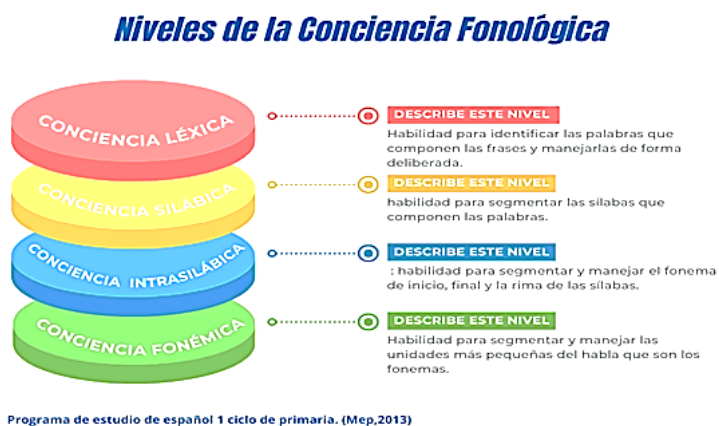 Niveles de la Conciencia Fonológica
CONCIENCIA LÉXICA
DESCRIBE ESTE NIVEL
Habilidad para identificar las palabras que
componen las frases y manejarlas de forma
deliberada.
CONCIENCIA SILÁBICA
DESCRIBE ESTE NIVEL
habilidad para segmentar las sílabas que
componen las palabras.
CONCIENCIA INTRASILÁBICA
DESCRIBE ESTE NIVEL
: habilidad para segmentar y manejar el fonema
de inicio, final y la rima de las sílabas.
CONCIENCIA FONÉMICA
DESCRIBE ESTE NIVEL
Habilidad para segmentar y manejar las
unidades más pequeñas del habla que son los
fonemas.
Programa de estudio de español 1 ciclo de primaria. (Mep,2013)